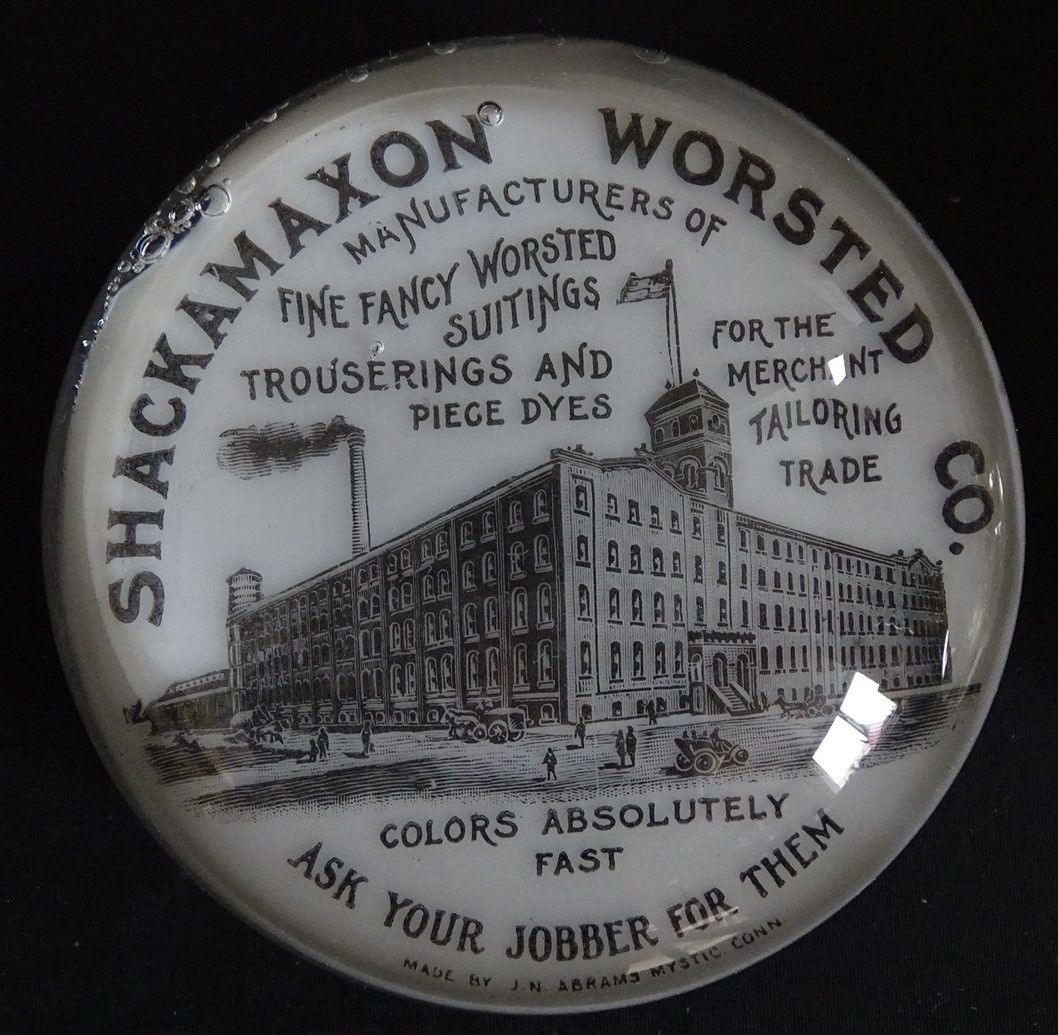 SHACKAMAXON WORSTED CO.
MANUFACTURERS OF
FINE FANCY WORSTED
SUITINGS
TROUSERINGS AND
PIECE DYES
FOR THE
MERCHANT
TAILORING
TRADE
COLORS ABSOLUTELY
FAST
ASK YOUR JOBBER FOR THEM
MADE BY J.N. ABRAMS MYSTIC CONN.